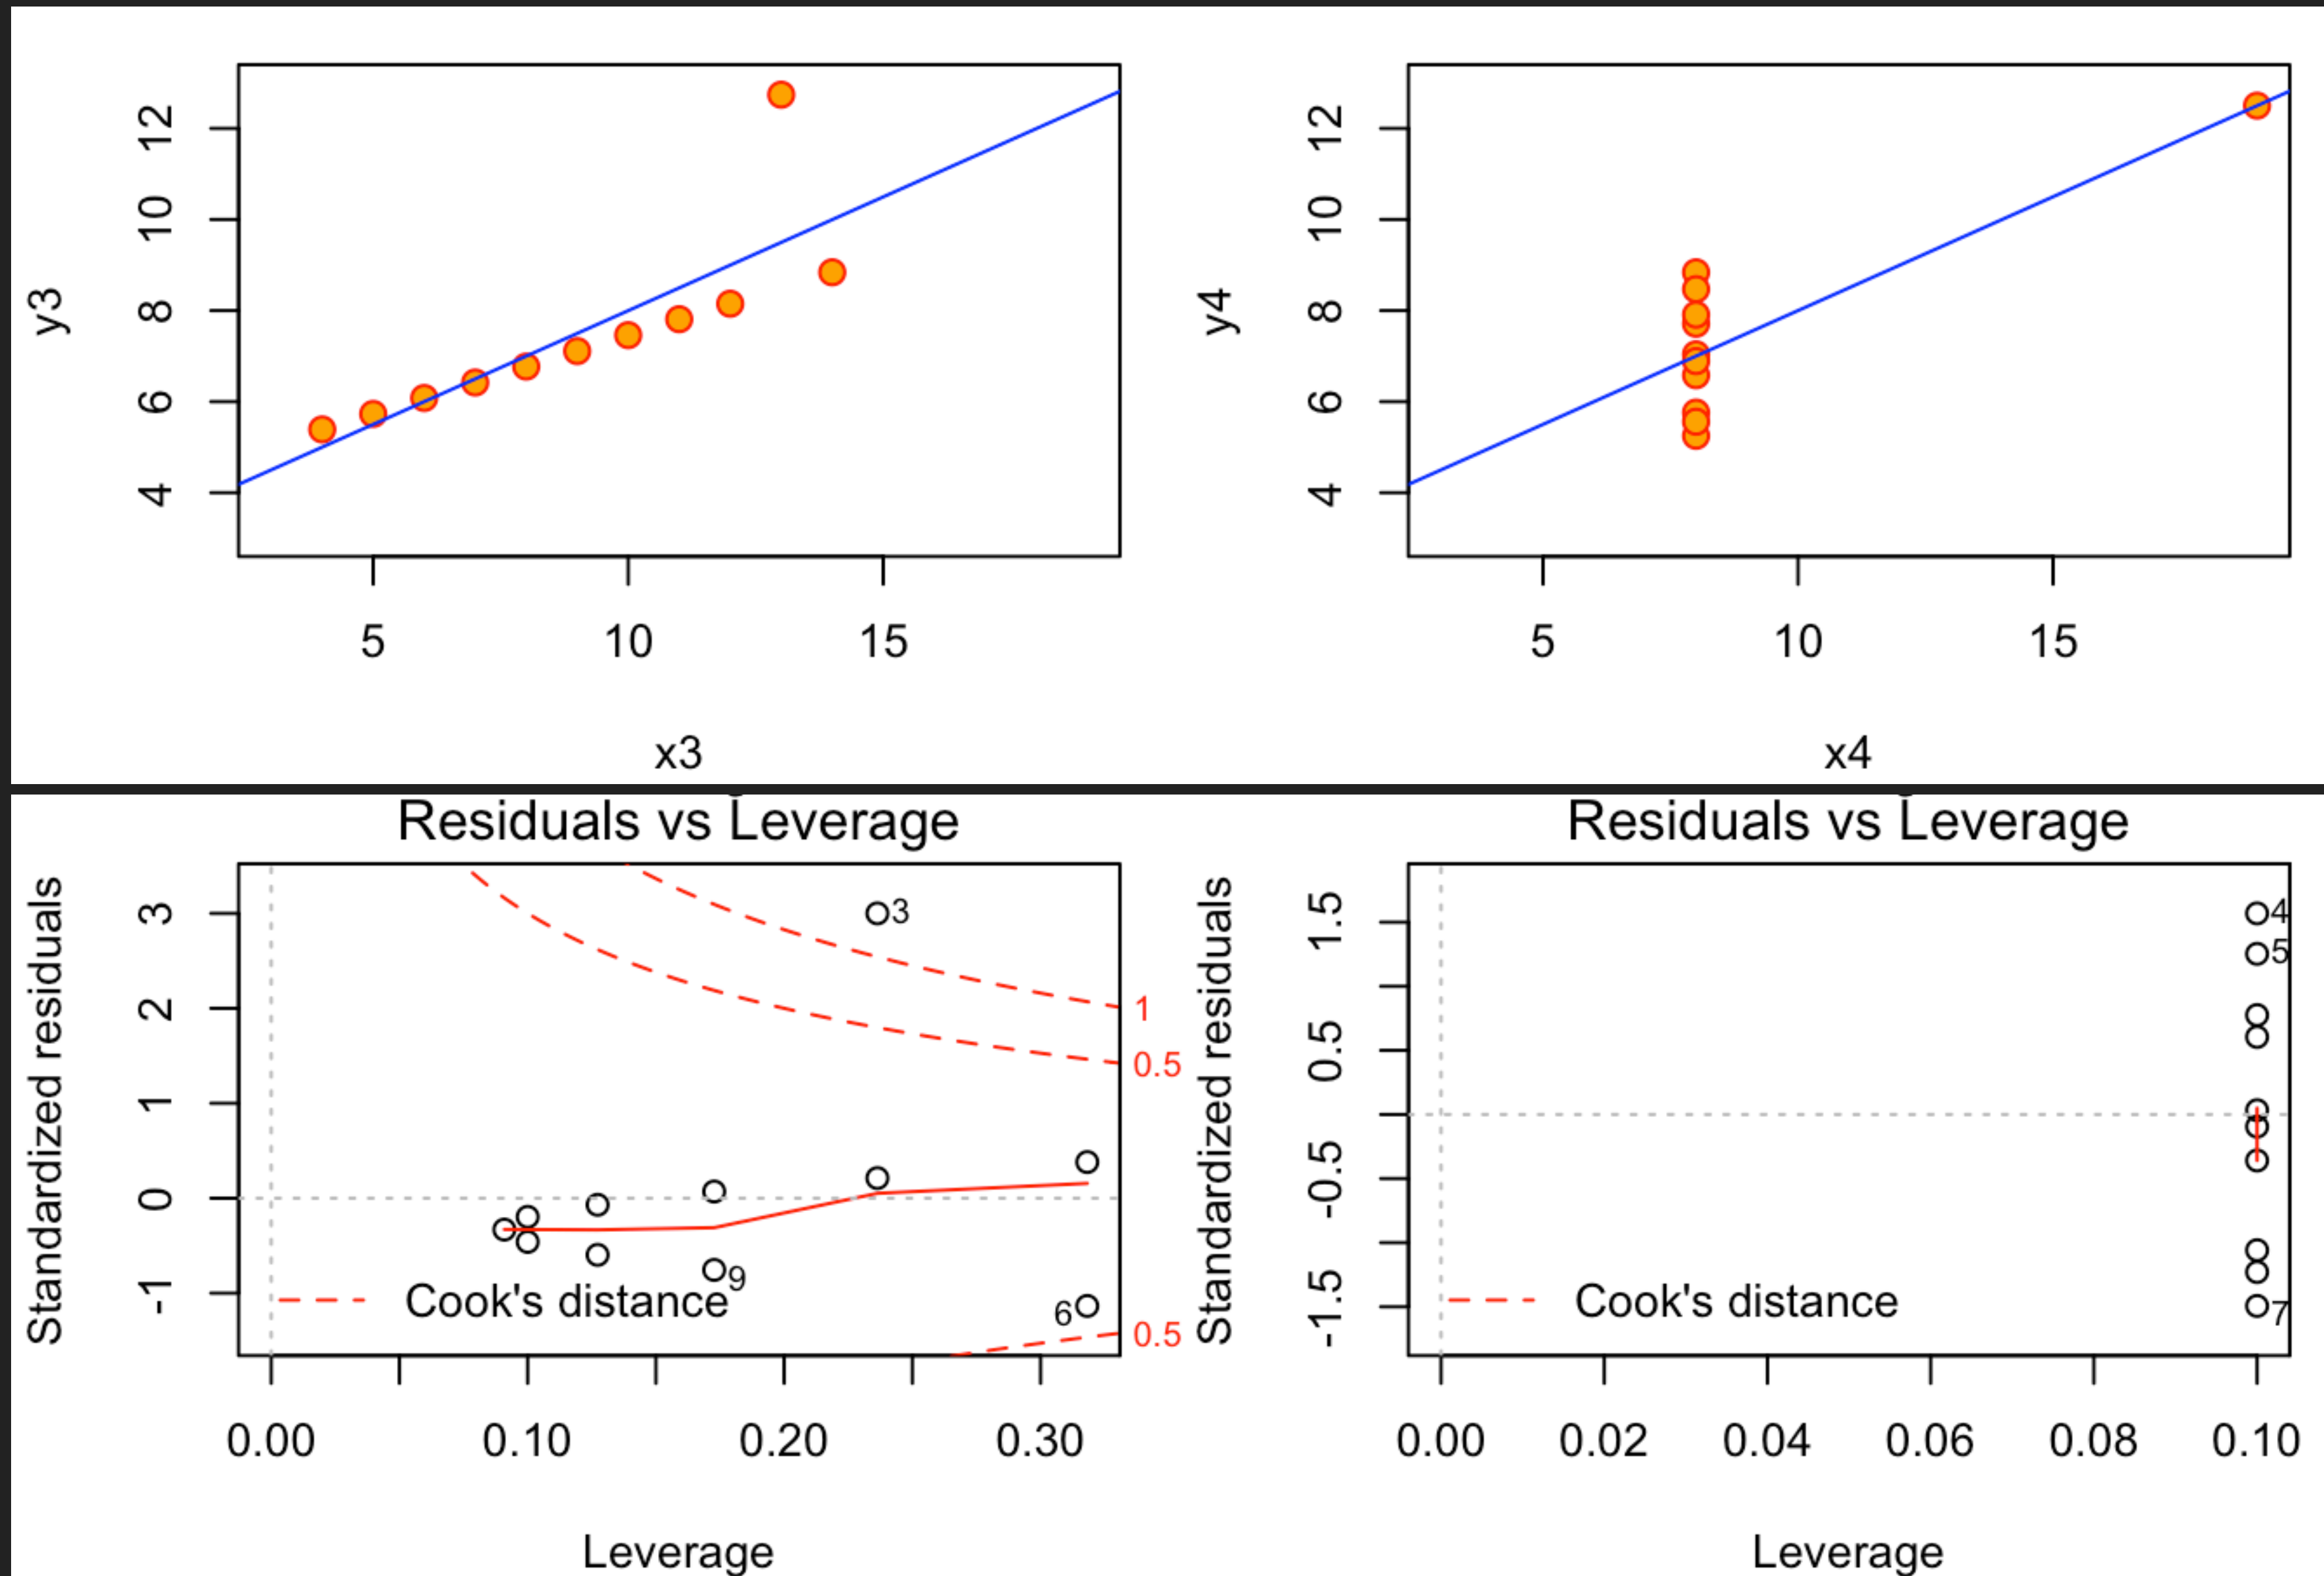 12
10
8
6
4
y3
5 10 15
x3
12
10
8
6
4
y4
5 10 15
x4
Residuals vs Leverage
Standardized residuals
3
2
1
0
-1
3
1
0.5
9
6
0.5
Cook's distance
0.00 0.10 0.20 0.30
Leverage
Residuals vs Leverage
Standardized residuals
1.5
0.5
-0.5
-1.5
4
5
7
Cook's distance
0.00 0.02 0.04 0.06 0.08 0.10
Leverage